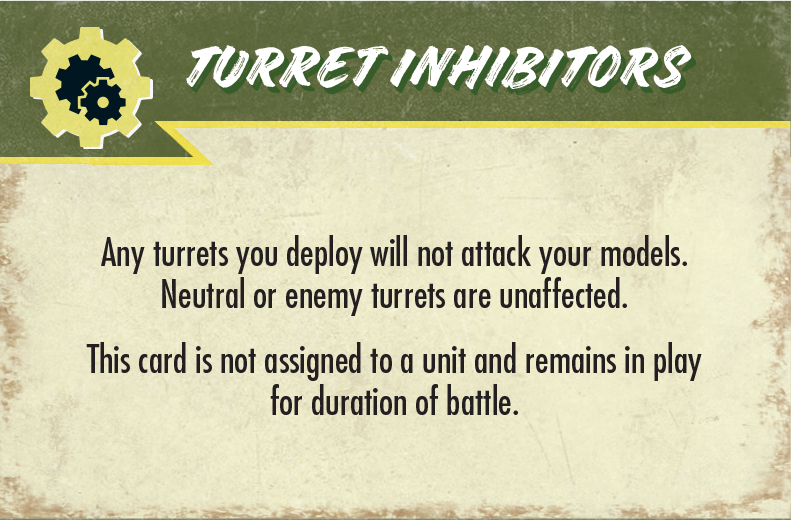 TURRET INHIBITORS
Any turrets you deploy will not attack your models.
Neutral or enemy turrets are unaffected.
This card is not assigned to a unit and remains in play
for duration of battle.